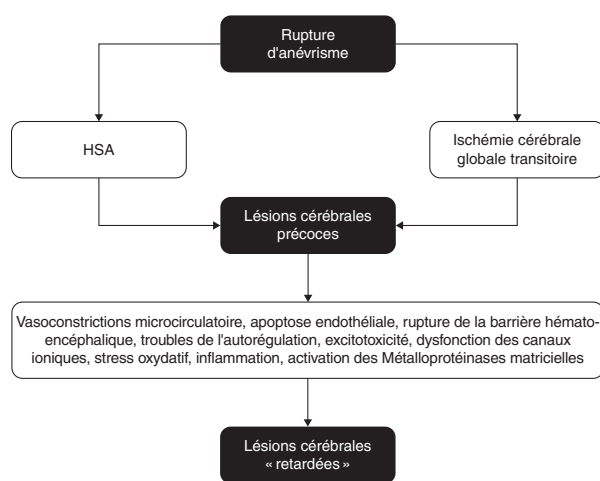 Rupture
d'anévrisme
HSA
Ischémie cérébrale
globale transitoire
Lésions cérébrales
précoces
Vasoconstrictions microcirculatoire, apoptose endothéliale, rupture de la barrière hémato-
encéphalique, troubles de l'autorégulation, excitotoxicité, dysfonction des canaux
ioniques, stress oxydatif, inflammation, activation des Métalloprotéinases matricielles
Lésions cérébrales
« retardées »